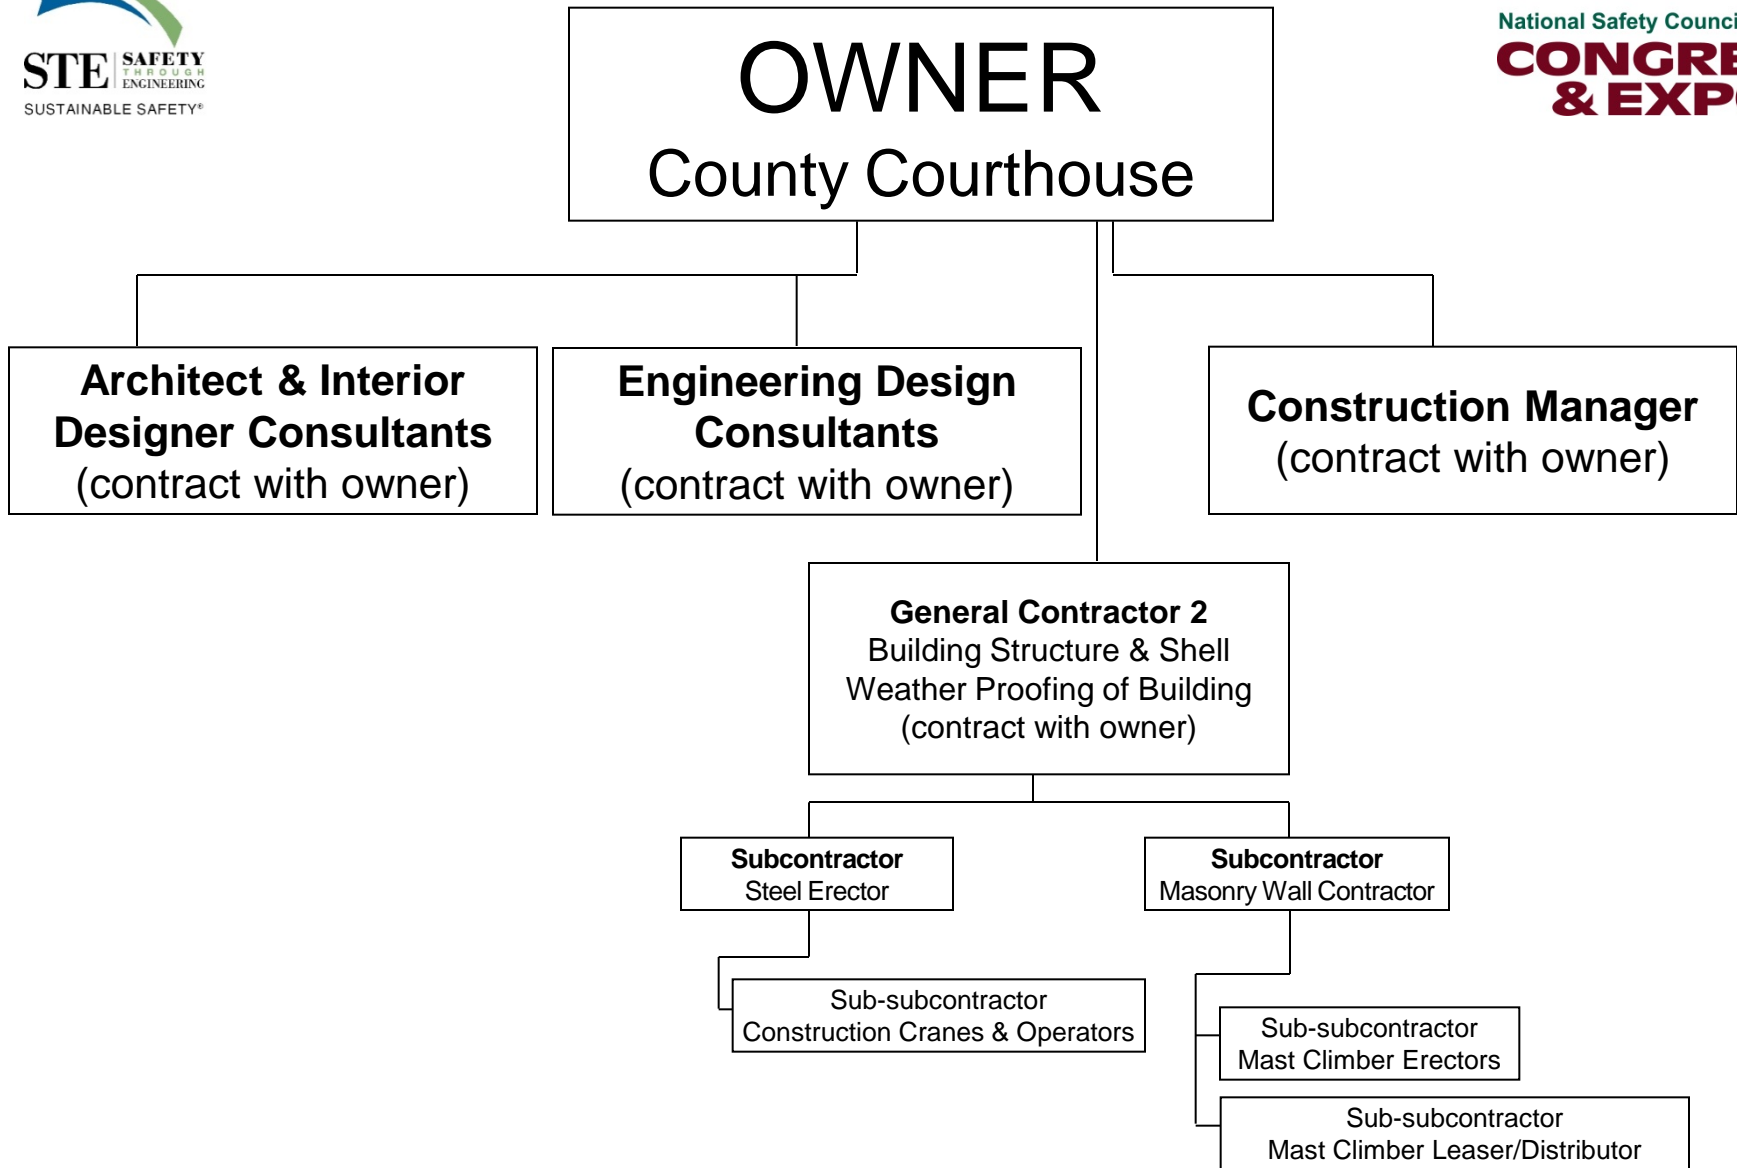 STE SAFETY
THROUGH
ENGINEERING
SUSTAINABLE SAFETY®
National Safety Counci
CONGRE
& EXP
OWNER
County Courthouse
Architect & Interior
Designer Consultants
(contract with owner)
Engineering Design
Consultants
(contract with owner)
Construction Manager
(contract with owner)
General Contractor 2
Building Structure & Shell
Weather Proofing of Building
(contract with owner)
Subcontractor
Steel Erector
Subcontractor
Masonry Wall Contractor
Sub-subcontractor
Construction Cranes & Operators
Sub-subcontractor
Mast Climber Erectors
Sub-subcontractor
Mast Climber Leaser/Distributor